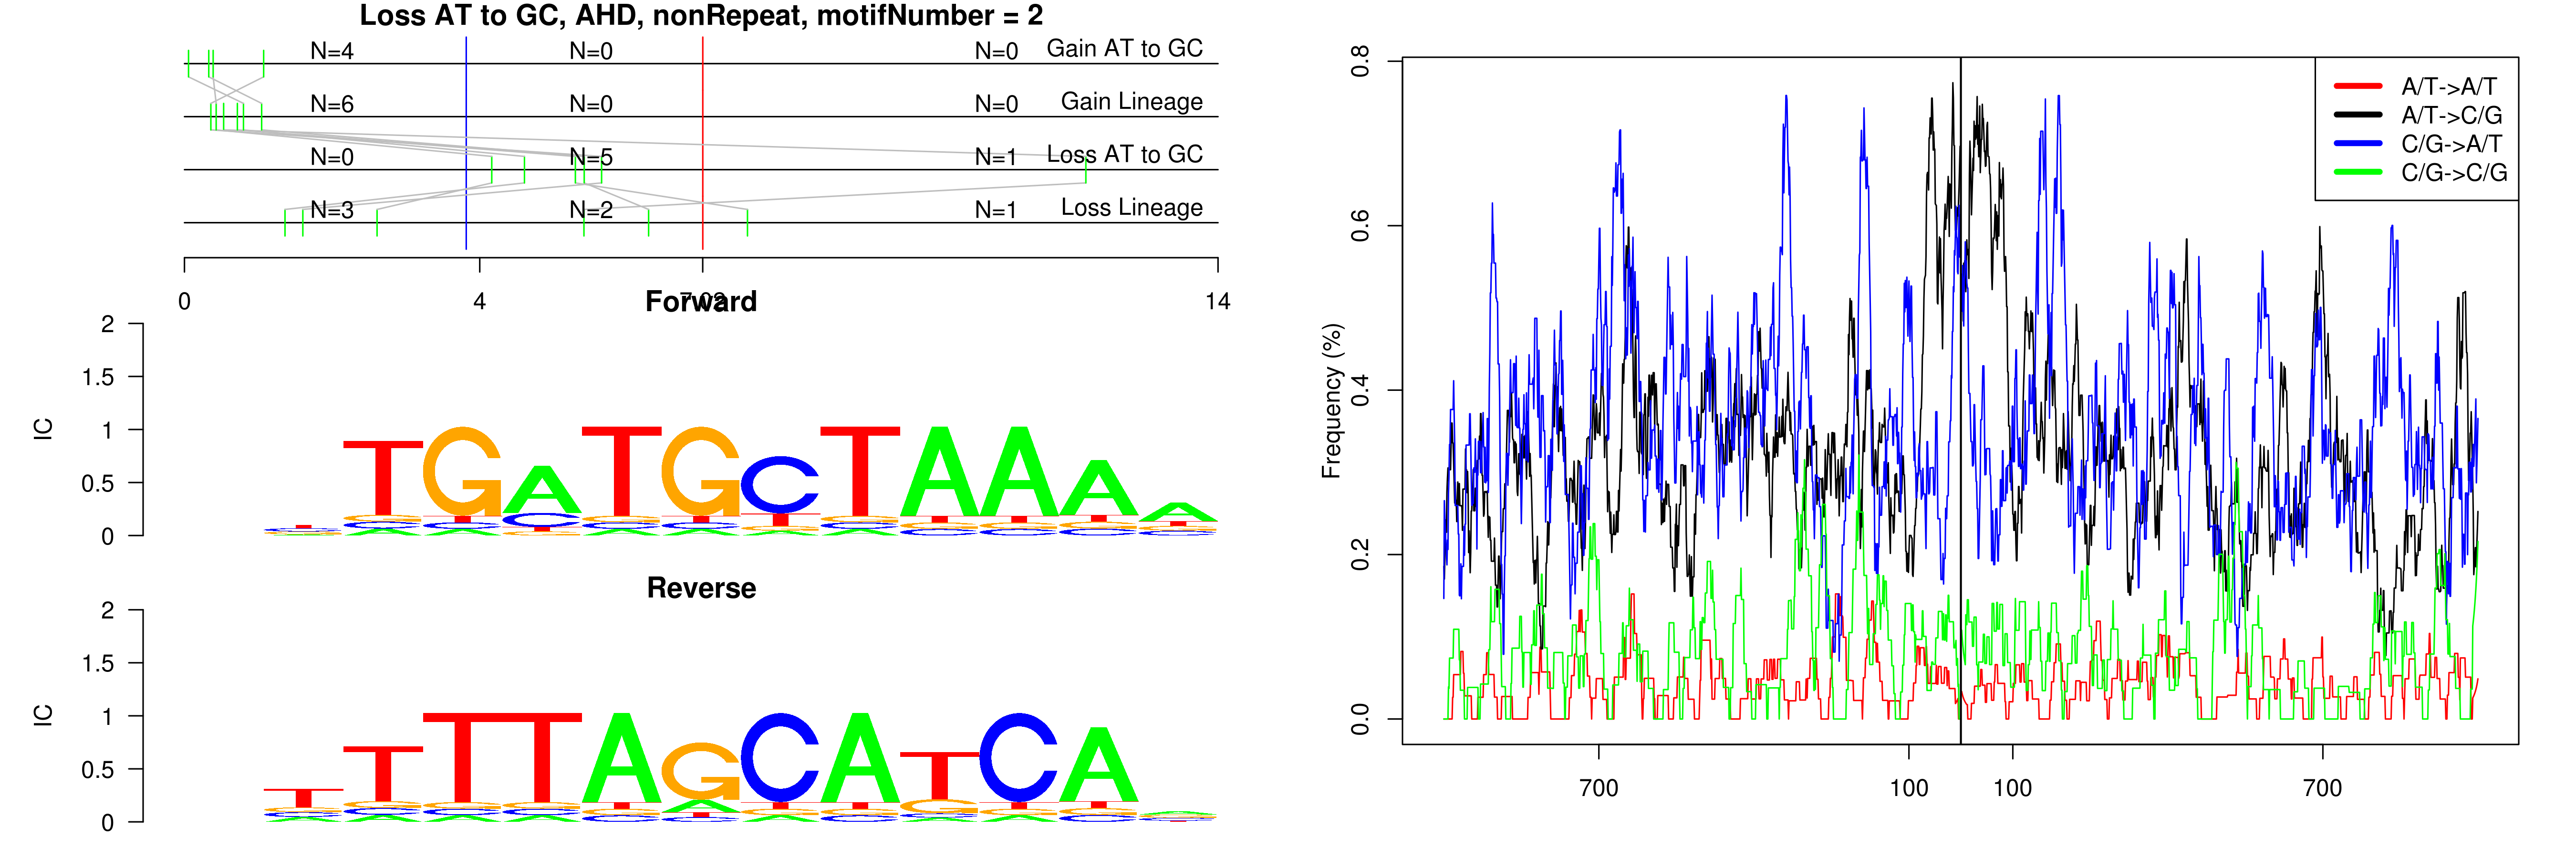 Loss AT to GC, AHD, nonRepeat, motifNumber = 2
N=4 N=0 N=0 Gain AT to GC
N=6 N=0 N=0 Gain Lineage
N=0 N=5 N=1 Loss AT to GC
N=3 N=2 N=1 Loss Lineage
0 4 14
Forward
2
1.5
1
0.5
0
IC
TGATGCTAAAA
Reverse
2
1.5
1
0.5
0
IC
TTTTAGCATCA
0.8
0.6
0.4
0.2
0.0
Frequency (%)
A/T->A/T
A/T->C/G
C/G->A/T
C/G->C/G
700 100 100 700